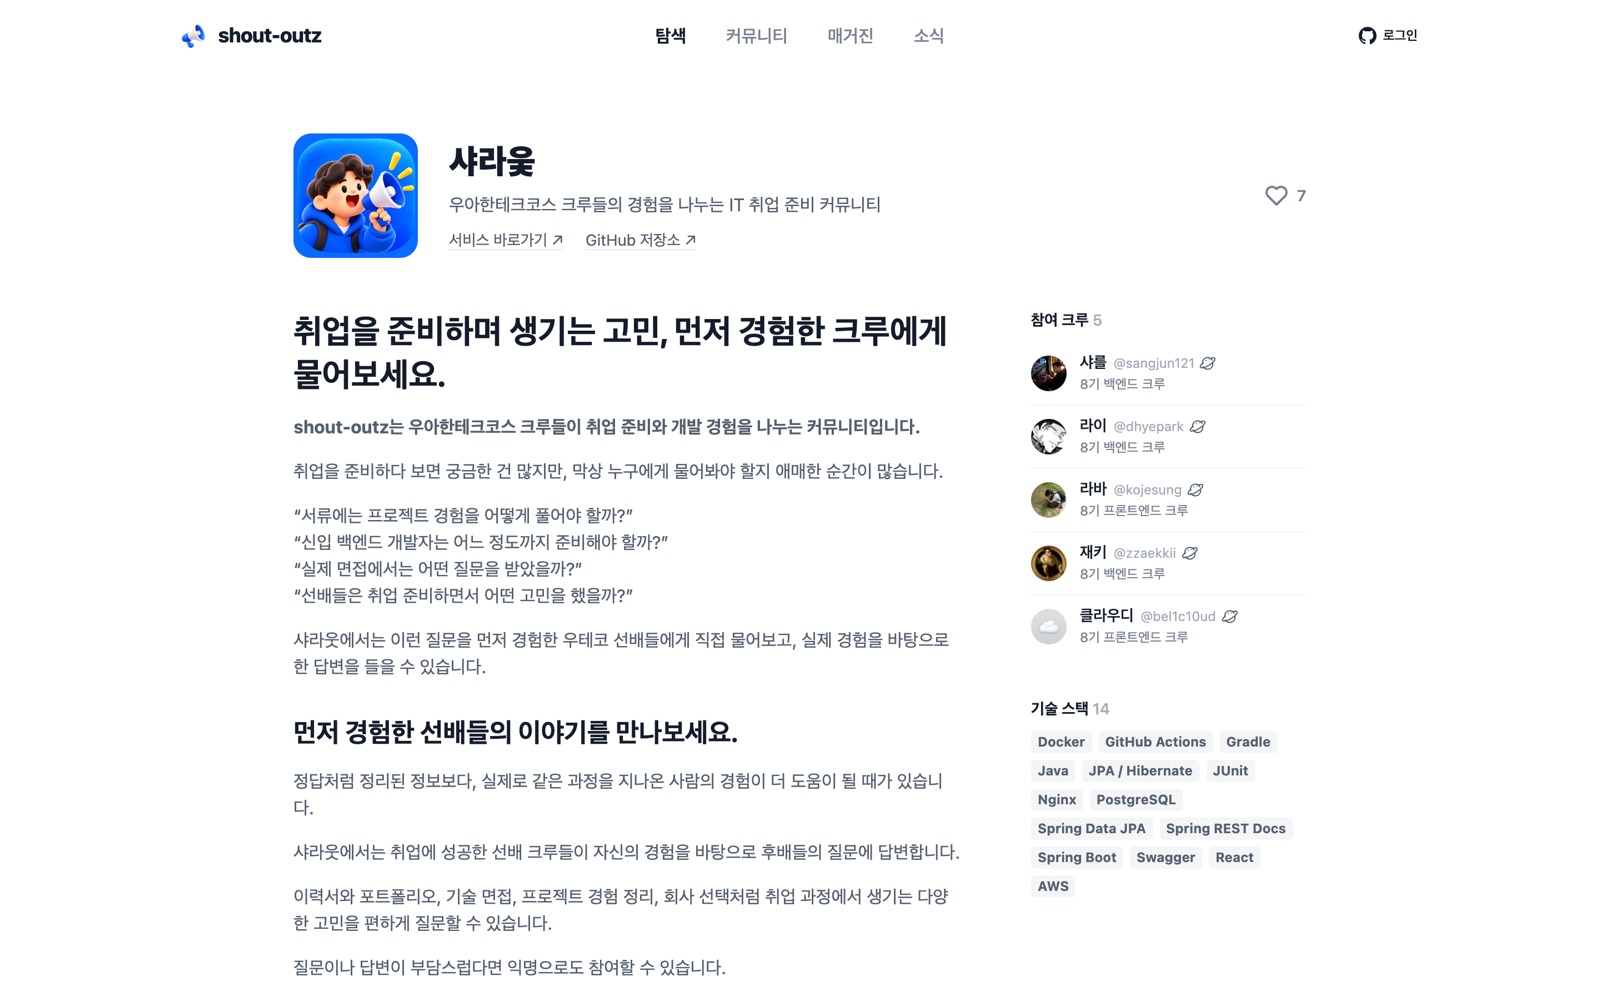 shout-outz
탐색 커뮤니티 매거진 소식
로그인
샤라웃
우아한테크코스 크루들의 경험을 나누는 IT 취업 준비 커뮤니티
서비스 바로가기 ↗ GitHub 저장소 ↗
7
취업을 준비하며 생기는 고민, 먼저 경험한 크루에게
물어보세요.
shout-outz는 우아한테크코스 크루들이 취업 준비와 개발 경험을 나누는 커뮤니티입니다.
취업을 준비하다 보면 궁금한 건 많지만, 막상 누구에게 물어봐야 할지 애매한 순간이 많습니다.
“서류에는 프로젝트 경험을 어떻게 풀어야 할까?”
“신입 백엔드 개발자는 어느 정도까지 준비해야 할까?”
“실제 면접에서는 어떤 질문을 받았을까?”
“선배들은 취업 준비하면서 어떤 고민을 했을까?”
샤라웃에서는 이런 질문을 먼저 경험한 우테코 선배들에게 직접 물어보고, 실제 경험을 바탕으로
한 답변을 들을 수 있습니다.
먼저 경험한 선배들의 이야기를 만나보세요.
정답처럼 정리된 정보보다, 실제로 같은 과정을 지나온 사람의 경험이 더 도움이 될 때가 있습니
다.
샤라웃에서는 취업에 성공한 선배 크루들이 자신의 경험을 바탕으로 후배들의 질문에 답변합니다.
이력서와 포트폴리오, 기술 면접, 프로젝트 경험 정리, 회사 선택처럼 취업 과정에서 생기는 다양
한 고민을 편하게 질문할 수 있습니다.
질문이나 답변이 부담스럽다면 익명으로도 참여할 수 있습니다.
참여 크루 5
샤를 @sangjun121
8기 백엔드 크루
라이 @dhyepark
8기 백엔드 크루
라바 @kojesung
8기 프론트엔드 크루
재키 @zzaekkii
8기 백엔드 크루
클라우디 @bel1c10ud
8기 프론트엔드 크루
기술 스택 14
Docker GitHub Actions Gradle
Java JPA / Hibernate JUnit
Nginx PostgreSQL
Spring Data JPA Spring REST Docs
Spring Boot Swagger React
AWS